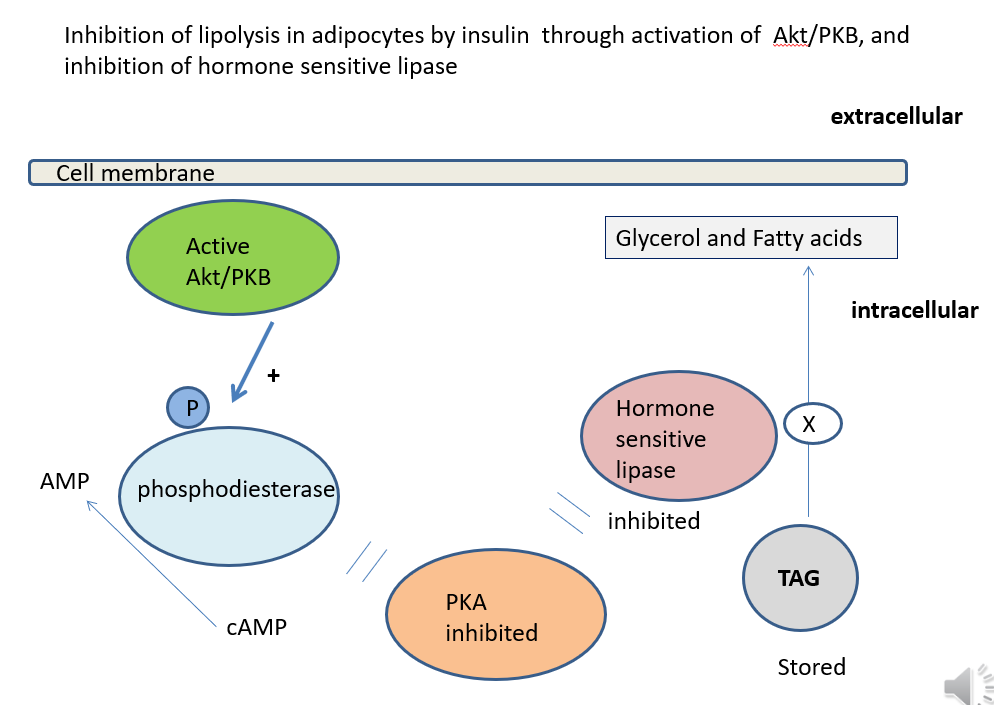 Inhibition of lipolysis in adipocytes by insulin  through activation of  Akt/PKB, and
inhibition of hormone sensitive lipase
extracellular
Cell membrane
Active
Akt/PKB
Glycerol and Fatty acids
intracellular
+
P
Hormone
sensitive
lipase
X
AMP
phosphodiesterase
inhibited
TAG
PKA
inhibited
cAMP
Stored